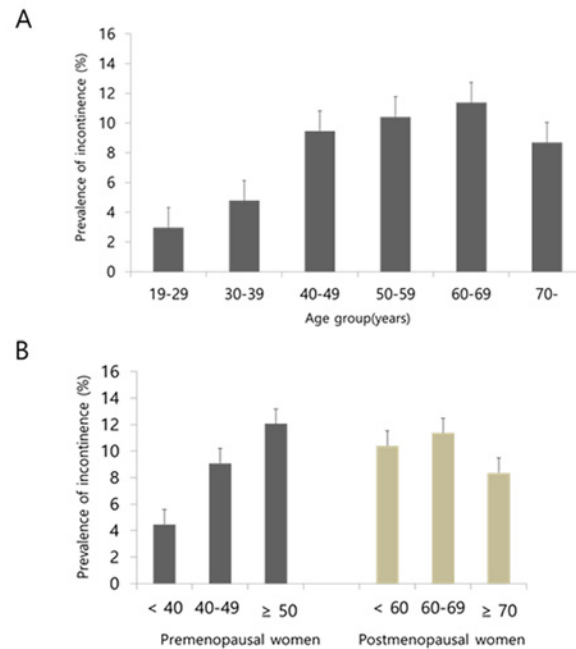 A
Prevalence of incontinence (%)
16
14
12
10
8
6
4
2
0
19-29 30-39 40-49 50-59 60-69 70-
Age group(years)
B
Prevalence of incontinence (%)
16
14
12
10
8
6
4
2
0
< 40 40-49 ≥ 50 < 60 60-69 ≥ 70
Premenopausal women Postmenopausal women